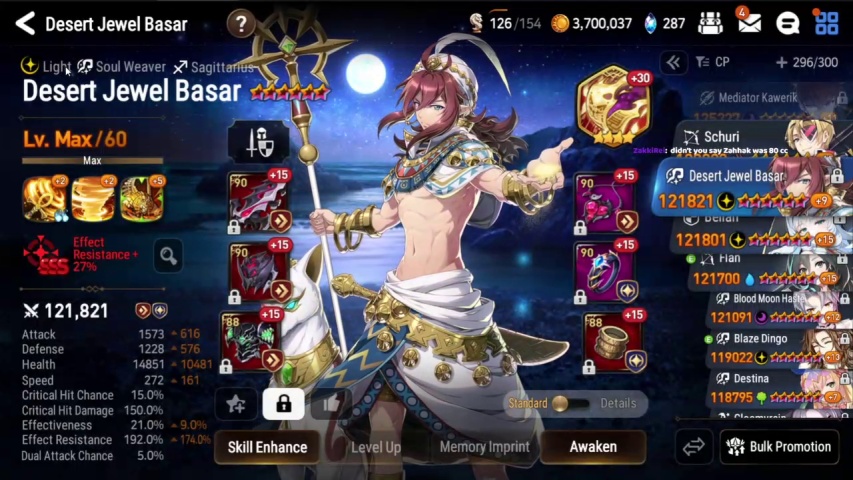 Desert Jewel Basar
?
126/154
3,700,037
287
4
Light
Soul Weaver
Sagittarius
Desert Jewel Basar
Lv. Max/60
Max
+2
+2
+5
SSS
Effect
Resistance +
27%
121,821
Attack 1573 616
Defense 1228 576
Health 14851 10481
Speed 272 161
Critical Hit Chance 15.0%
Critical Hit Damage 150.0%
Effectiveness 21.0% 9.0%
Effect Resistance 192.0% 174.0%
Dual Attack Chance 5.0%
90 +15
90 +15
88 +15
+30
90 +15
90 +15
88 +15
Standard
Details
Skill Enhance
Level Up
Memory Imprint
Awaken
CP
296/300
Mediator Kawerik
Schuri
: didn't you say Zahhak was 80 cc
Desert Jewel Basar
121821 +9
121801 +15
121700
Blood Moon Haste
121091
Blaze Dingo
119022
Destina
118795
Bulk Promotion